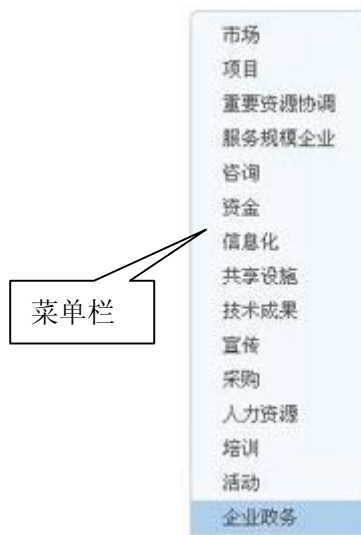 市场
项目
重要资源协调
服务规模企业
咨询
资金
信息化
共享设施
技术成果
宣传
采购
人力资源
培训
活动
企业政务
菜单栏